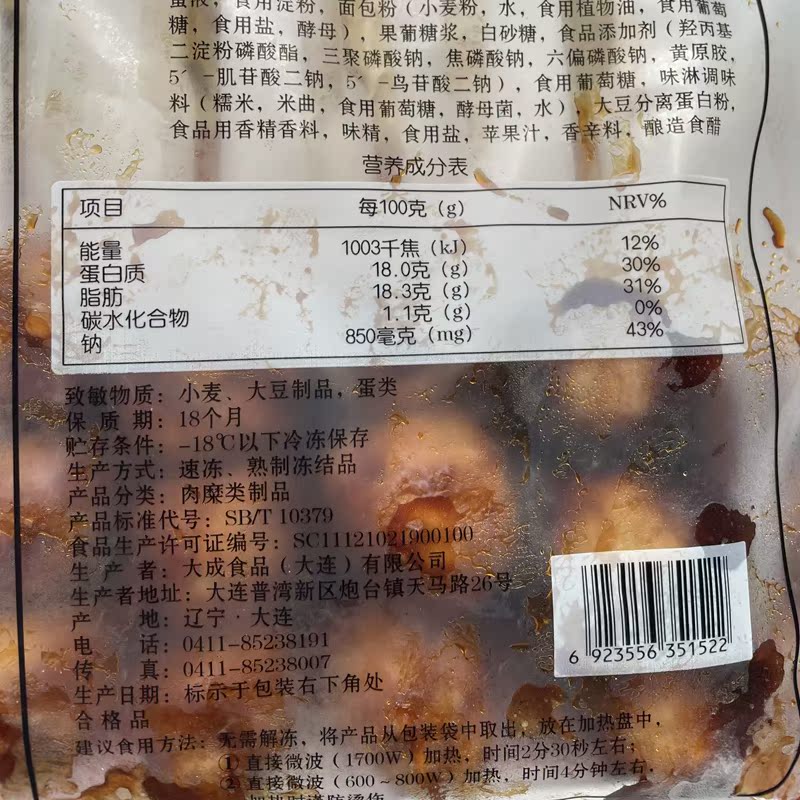 蛋液，食用淀粉，面包粉（小麦粉，水，食用植物油，食用葡萄
糖，食用盐，酵母），果葡糖浆，白砂糖，食品添加剂（羟丙基
二淀粉磷酸酯，三聚磷酸钠，焦磷酸钠，六偏磷酸钠，黄原胶，
5′-肌苷酸二钠，5′-鸟苷酸二钠），食用葡萄糖，味淋调味
料（糯米，米曲，食用葡萄糖，酵母菌，水），大豆分离蛋白粉，
食品用香精香料，味精，食用盐，苹果汁，香辛料，酿造食醋
营养成分表
项目 每100克（g） NRV%
能量 1003千焦（kJ） 12%
蛋白质 18.0克（g） 30%
脂肪 18.3克（g） 31%
碳水化合物 1.1克（g） 0%
钠 850毫克（mg） 43%
致敏物质：小麦、大豆制品，蛋类
保质期：18个月
贮存条件：-18℃以下冷冻保存
生产方式：速冻、熟制冻结品
产品分类：肉糜类制品
产品标准代号：SB/T 10379
食品生产许可证编号：SC11121021900100
生产者：大成食品（大连）有限公司
生产者地址：大连普湾新区炮台镇天马路26号
产地：辽宁·大连
电话：0411-85238191
传真：0411-85238007
生产日期：标示于包装右下角处
合格品
建议食用方法：无需解冻，将产品从包装袋中取出，放在加热盘中，
①直接微波（1700W）加热，时间2分30秒左右；
②直接微波（600～800W）加热，时间4分钟左右，
6 923556 351522